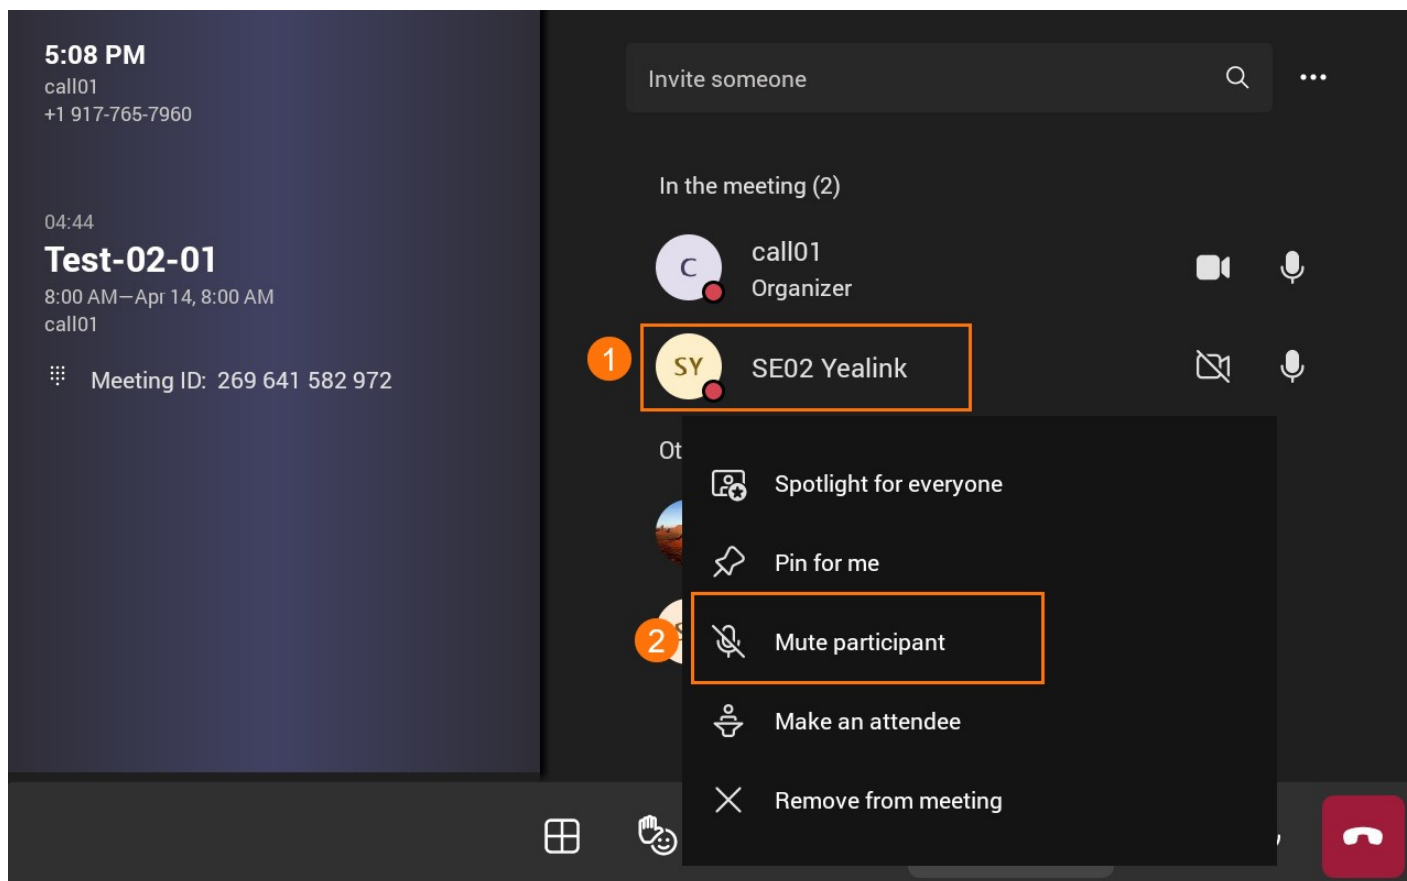 5:08 PM
call01
+1 917-765-7960
04:44
Test-02-01
8:00 AM—Apr 14, 8:00 AM
call01
Meeting ID: 269 641 582 972
Invite someone
In the meeting (2)
C
call01
Organizer
1
SY
SE02 Yealink
Ot
Spotlight for everyone
Pin for me
2
Mute participant
Make an attendee
Remove from meeting